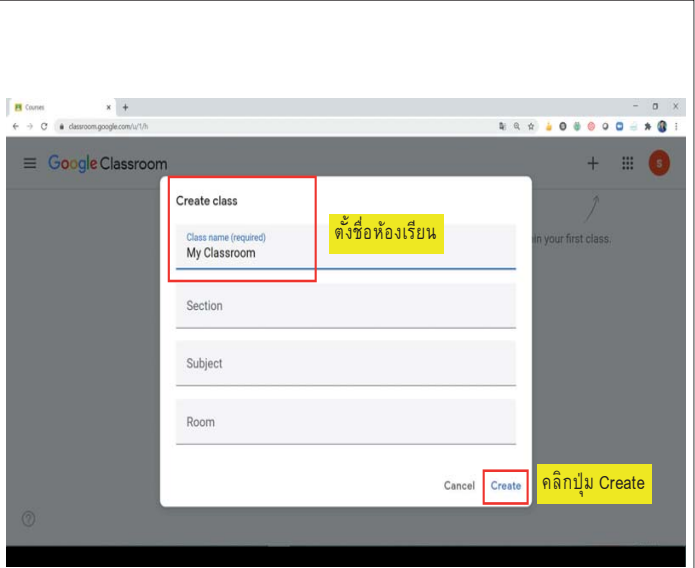 Courses
classroom.google.com/u/1/h
Google Classroom
S
Create class
Class name (required)
My Classroom
ตั้งชื่อห้องเรียน
in your first class.
Section
Subject
Room
Cancel
Create
คลิกปุ่ม Create